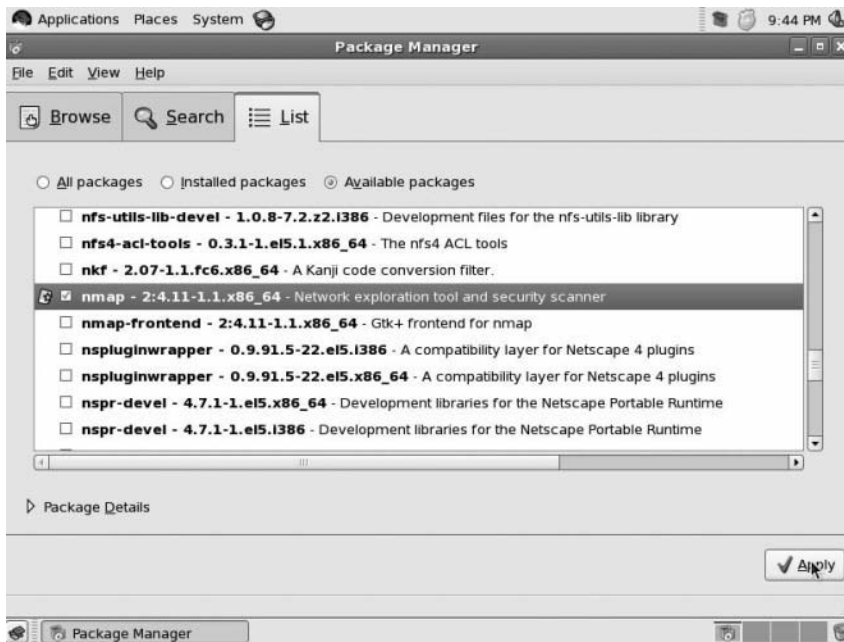 Applications Places System 9:44 PM
Package Manager
File Edit View Help
Browse Search List
All packages Installed packages Available packages
nfs-utils-lib-devel - 1.0.8-7.2.z2.i386 - Development files for the nfs-utils-lib library
nfs4-acl-tools - 0.3.1-1.el5.1.x86_64 - The nfs4 ACL tools
nkf - 2.07-1.1.fc6.x86_64 - A Kanji code conversion filter.
nmap - 2:4.11-1.1.x86_64 - Network exploration tool and security scanner
nmap-frontend - 2:4.11-1.1.x86_64 - Gtk+ frontend for nmap
nspluginwrapper - 0.9.91.5-22.el5.i386 - A compatibility layer for Netscape 4 plugins
nspluginwrapper - 0.9.91.5-22.el5.x86_64 - A compatibility layer for Netscape 4 plugins
nspr-devel - 4.7.1-1.el5.x86_64 - Development libraries for the Netscape Portable Runtime
nspr-devel - 4.7.1-1.el5.i386 - Development libraries for the Netscape Portable Runtime
Package Details
Apply
Package Manager